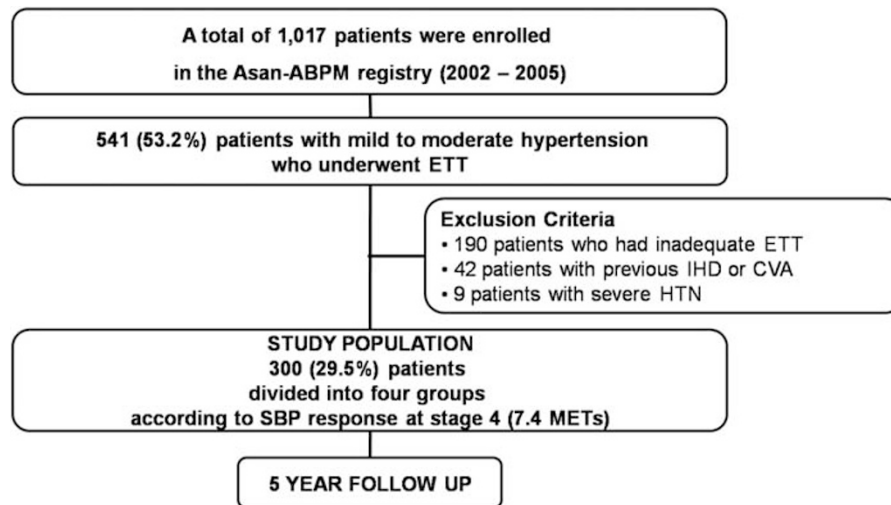 A total of 1,017 patients were enrolled
in the Asan-ABPM registry (2002 – 2005)
541 (53.2%) patients with mild to moderate hypertension
who underwent ETT
Exclusion Criteria
• 190 patients who had inadequate ETT
• 42 patients with previous IHD or CVA
• 9 patients with severe HTN
STUDY POPULATION
300 (29.5%) patients
divided into four groups
according to SBP response at stage 4 (7.4 METs)
5 YEAR FOLLOW UP